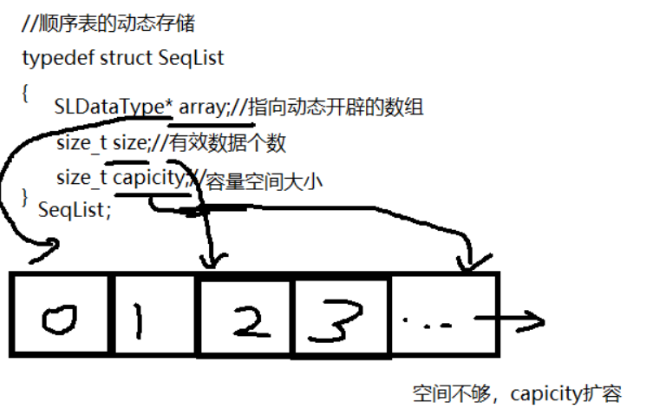 //顺序表的动态存储
typedef struct SeqList
{
SLDataType* array;//指向动态开辟的数组
size_t size;//有效数据个数
size_t capicity;//容量空间大小
} SeqList;
0 1 2 3 ...
空间不够，capicity扩容